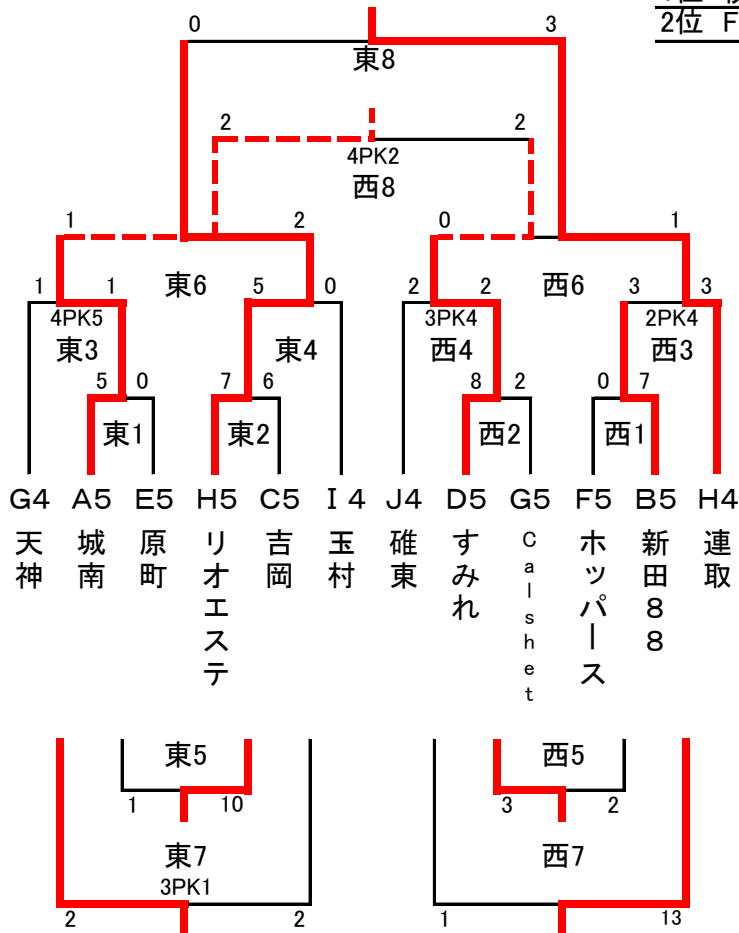 2位 F
0 3
東8
2 2
4PK2
西8
1 2 0 1
東6 西6
1 1 5 0 2 2 3 3
4PK5 3PK4 2PK4
東3 東4 西4 西3
5 0 7 6 8 2 0 7
東1 東2 西2 西1
G4 A5 E5 H5 C5 I 4 J4 D5 G5 F5 B5 H4
天神
城南
原町
リオエステ
吉岡
玉村
碓東
すみれ
Calshet
ホッパース
新田88
連取
東5 西5
1 10 3 2
東7 西7
3PK1
2 2 1 13